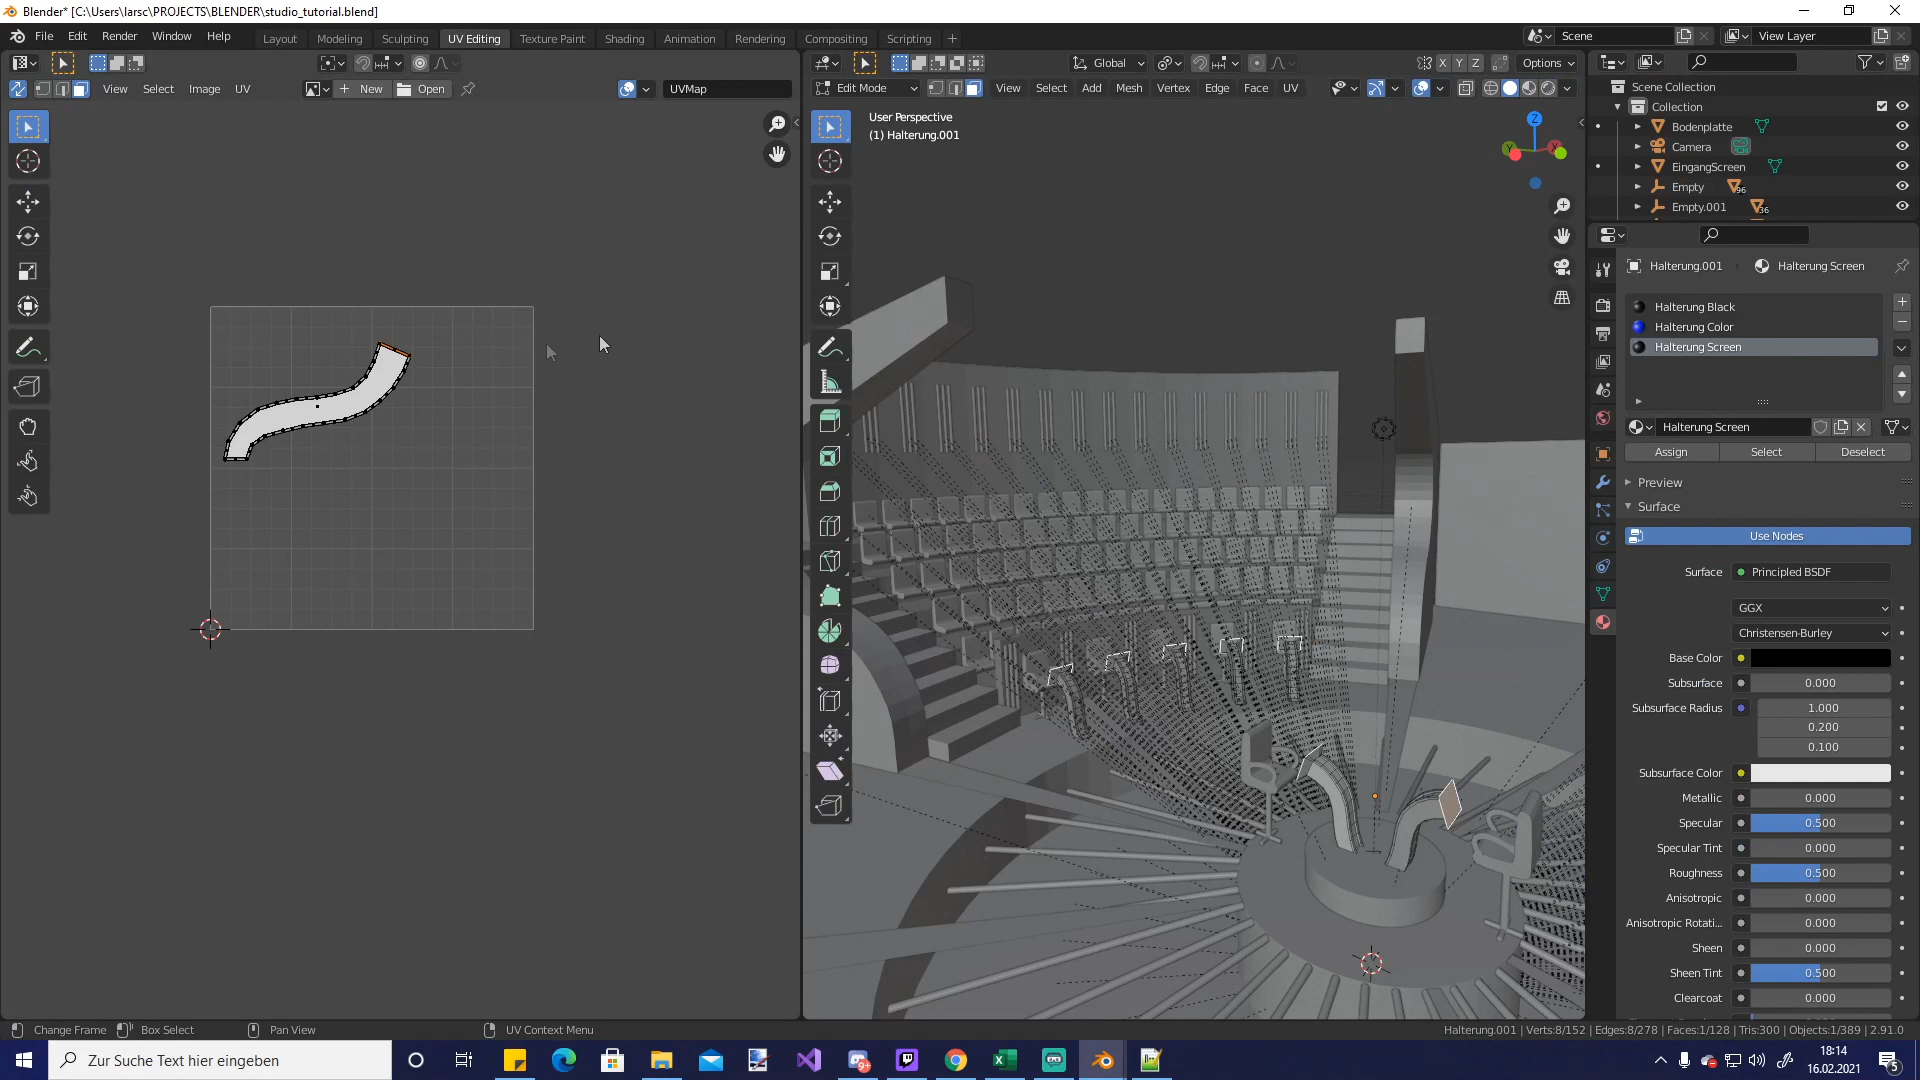 Blender* [C:\Users\larsc\PROJECTS\BLENDER\studio_tutorial.blend]
File Edit Render Window Help
Layout Modeling Sculpting UV Editing Texture Paint Shading Animation Rendering Compositing Scripting
Scene
View Layer
Global
X Y Z
Options
View Select Image UV
New
Open
UVMap
Edit Mode
View Select Add Mesh Vertex Edge Face UV
User Perspective
(1) Halterung.001
Z
Y
Scene Collection
Collection
Bodenplatte
Camera
EingangScreen
Empty
96
Empty.001
36
Halterung.001
Halterung Screen
Halterung Black
Halterung Color
Halterung Screen
Halterung Screen
Assign
Select
Deselect
Preview
Surface
Use Nodes
Surface Principled BSDF
GGX
Christensen-Burley
Base Color
Subsurface 0.000
Subsurface Radius 1.000
0.200
0.100
Subsurface Color
Metallic 0.000
Specular 0.500
Specular Tint 0.000
Roughness 0.500
Anisotropic 0.000
Anisotropic Rotati... 0.000
Sheen 0.000
Sheen Tint 0.500
Clearcoat 0.000
Change Frame
Box Select
Pan View
UV Context Menu
Halterung.001 | Verts:8/152 | Edges:8/278 | Faces:1/128 | Tris:300 | Objects:1/389 | 2.91.0
Zur Suche Text hier eingeben
9+
18:14
16.02.2021
5